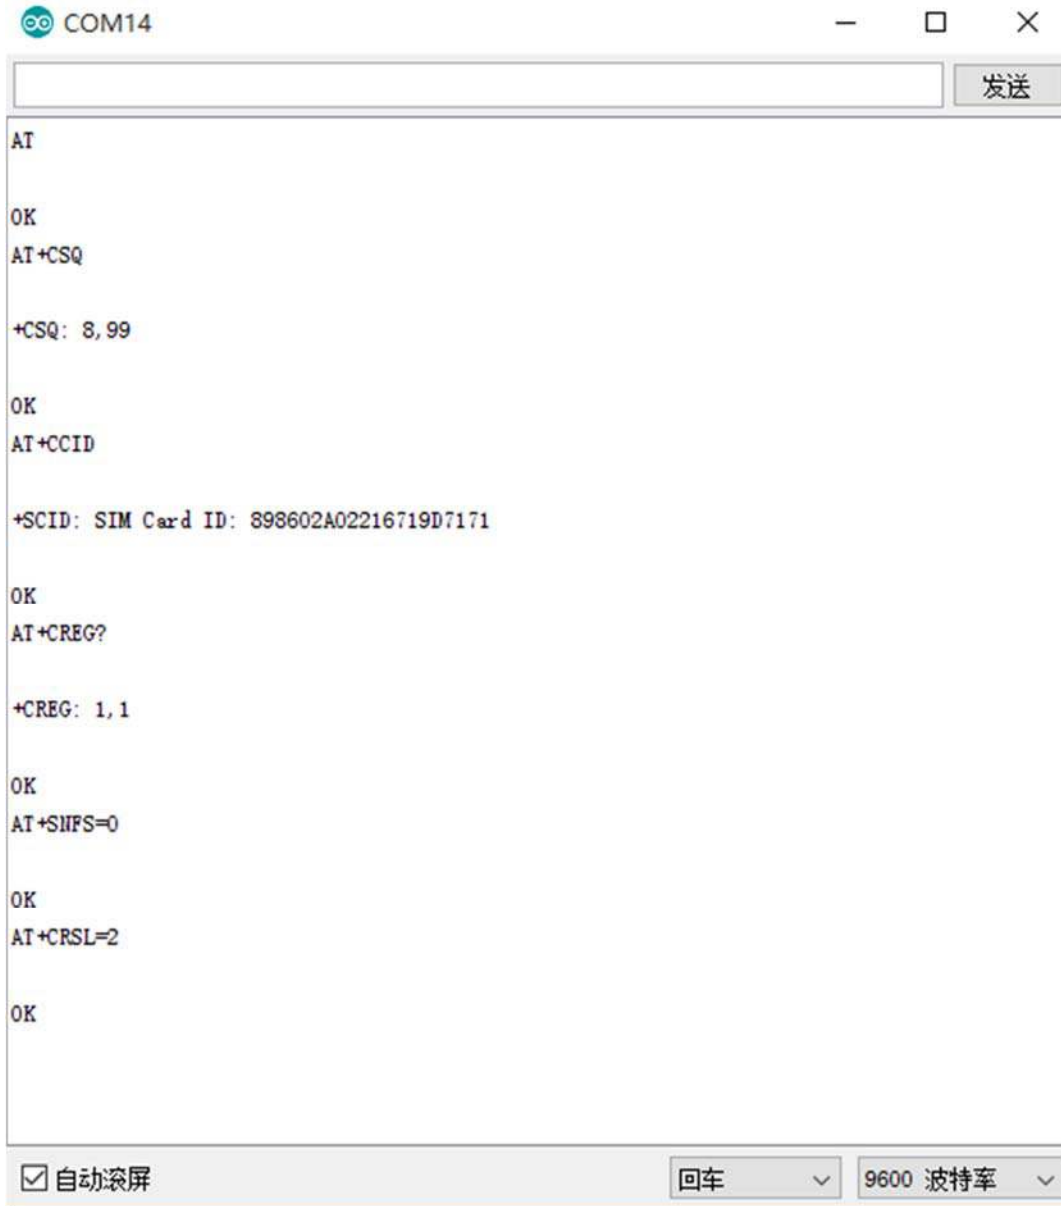 COM14
发送
AT
OK
AT+CSQ
+CSQ: 8,99
OK
AT+CCID
+SCID: SIM Card ID: 898602A02216719D7171
OK
AT+CREG?
+CREG: 1,1
OK
AT+SNFS=0
OK
AT+CRSL=2
OK
自动滚屏
回车
9600 波特率